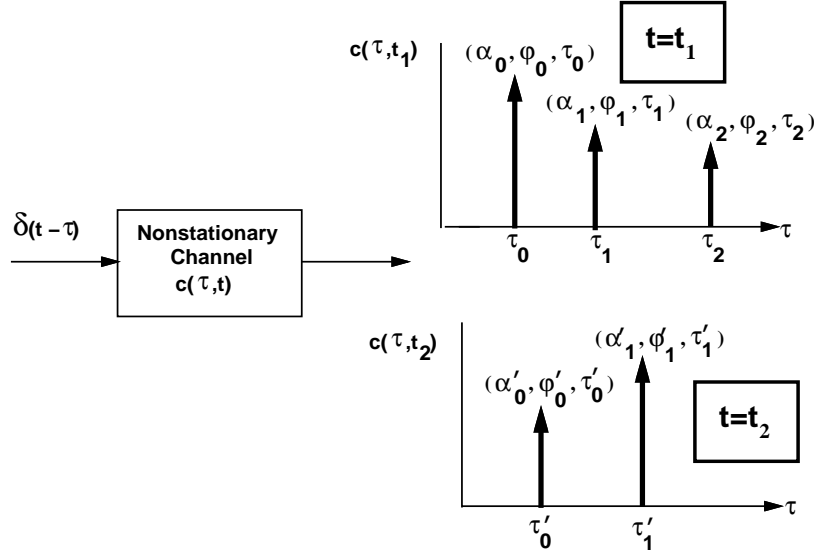 c(τ,t₁)
(α₀,φ₀,τ₀)
t=t₁
(α₁,φ₁,τ₁)
(α₂,φ₂,τ₂)
τ₀
τ₁
τ₂
τ
δ(t − τ)
Nonstationary
Channel
c(τ,t)
c(τ,t₂)
(α′₁,φ′₁,τ′₁)
(α′₀,φ′₀,τ′₀)
t=t₂
τ′₀
τ′₁
τ